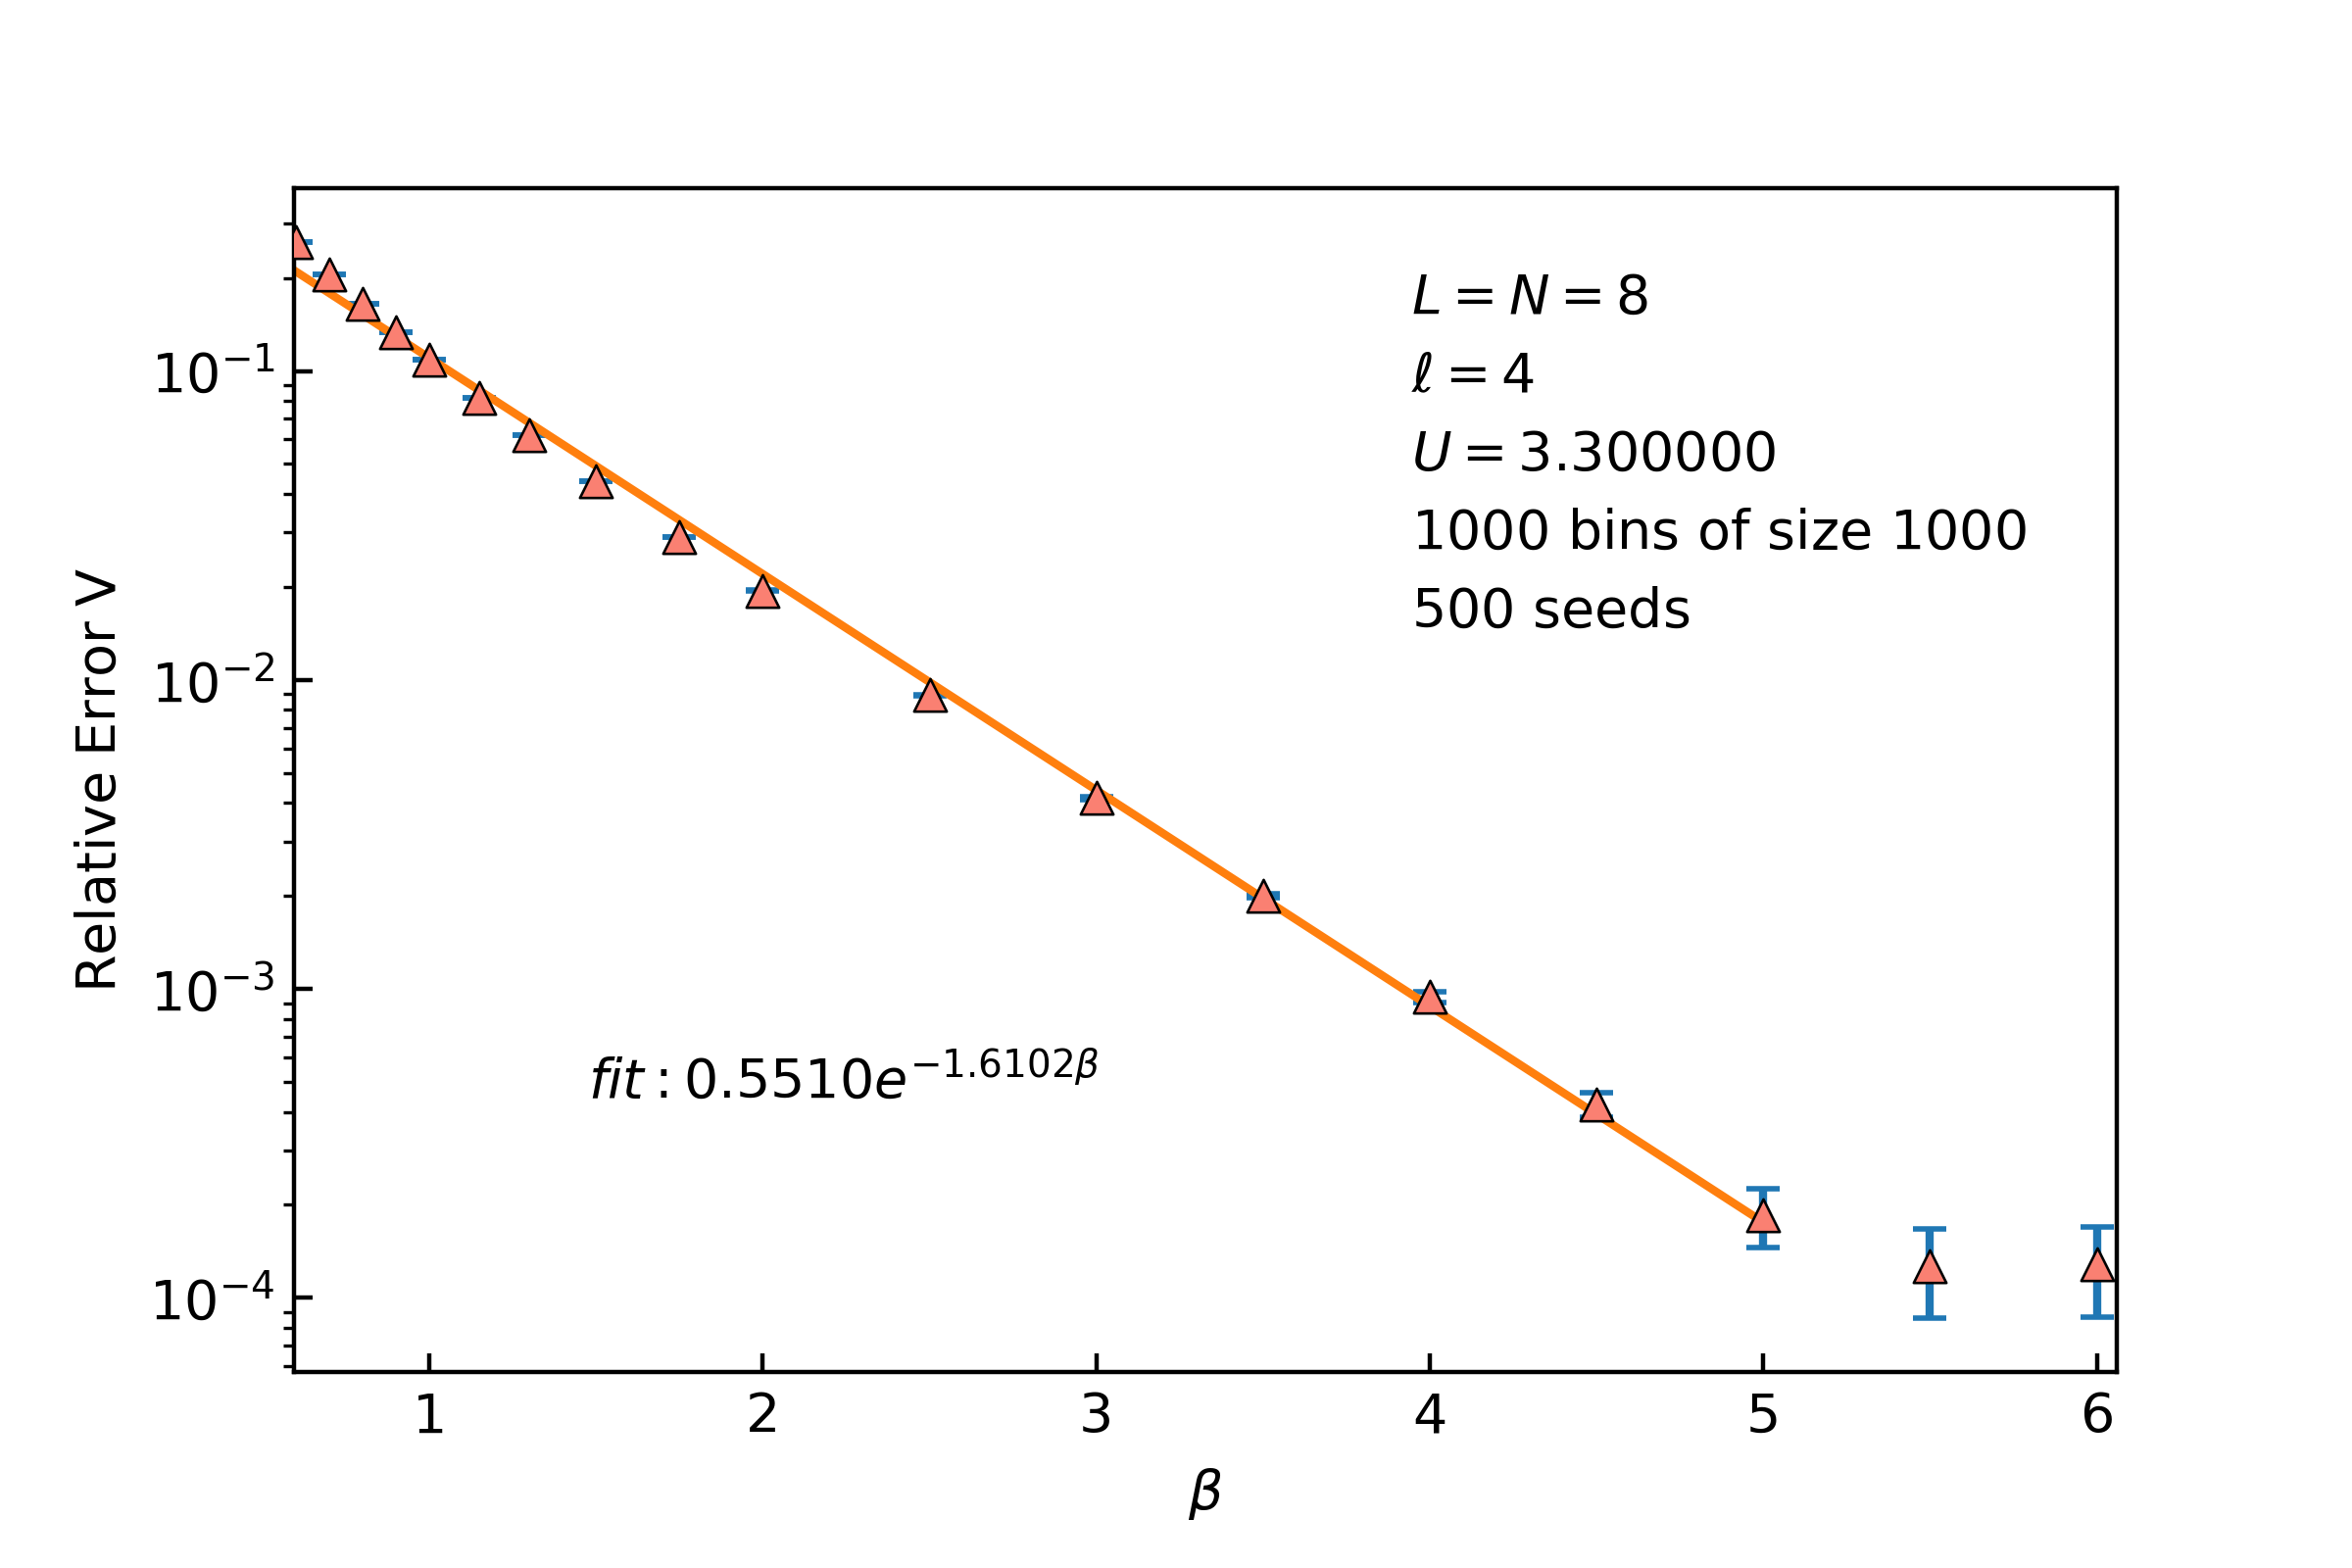 L = N = 8
ℓ = 4
U = 3.300000
1000 bins of size 1000
500 seeds
10⁻¹
10⁻²
10⁻³
10⁻⁴
Relative Error V
fit : 0.5510e^{−1.6102β}
1 2 3 4 5 6
β